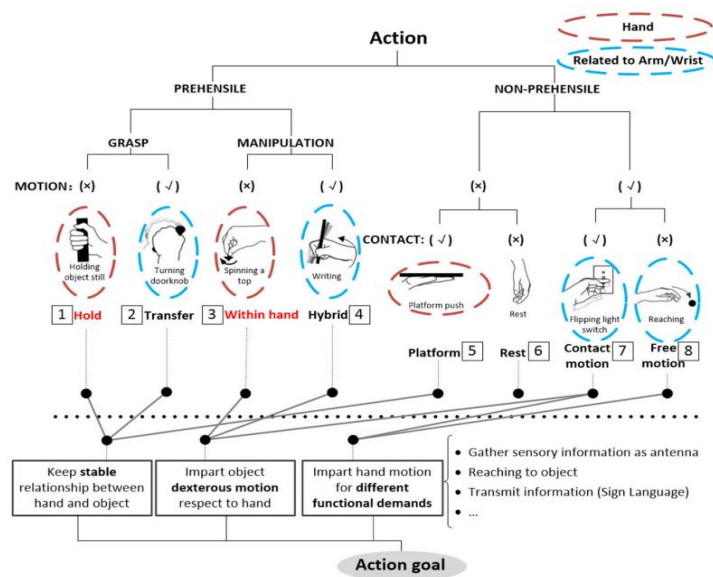 Action
Hand
Related to Arm/Wrist
PREHENSILE
NON-PREHENSILE
GRASP
MANIPULATION
MOTION: (×) (√) (×) (√) (×) (√)
CONTACT: (√) (×) (√) (×)
Holding
object still
Turning
doorknob
Spinning a
top
Writing
Platform push
Rest
Flipping light
switch
Reaching
1 Hold
2 Transfer
3 Within hand
Hybrid 4
Platform 5
Rest 6
Contact
motion
7
Free
motion
8
Keep stable
relationship between
hand and object
Impart object
dexterous motion
respect to hand
Impart hand motion
for different
functional demands
• Gather sensory information as antenna
• Reaching to object
• Transmit information (Sign Language)
• ...
Action goal